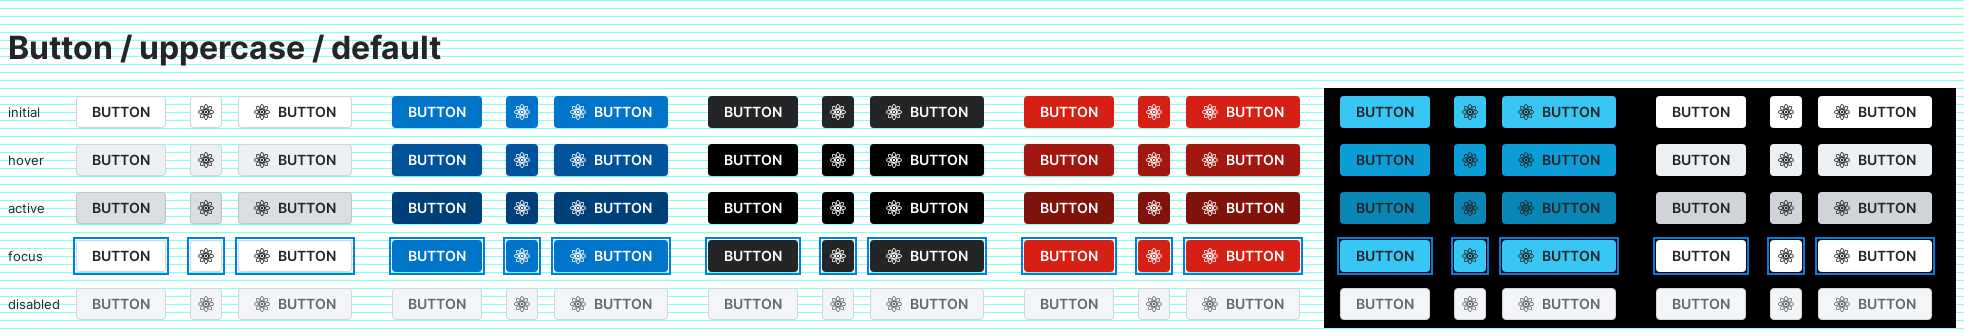 Button / uppercase / default
initial BUTTON BUTTON BUTTON BUTTON BUTTON BUTTON BUTTON BUTTON BUTTON BUTTON BUTTON BUTTON
hover BUTTON BUTTON BUTTON BUTTON BUTTON BUTTON BUTTON BUTTON BUTTON BUTTON BUTTON BUTTON
active BUTTON BUTTON BUTTON BUTTON BUTTON BUTTON BUTTON BUTTON BUTTON BUTTON BUTTON BUTTON
focus BUTTON BUTTON BUTTON BUTTON BUTTON BUTTON BUTTON BUTTON BUTTON BUTTON BUTTON BUTTON
disabled BUTTON BUTTON BUTTON BUTTON BUTTON BUTTON BUTTON BUTTON BUTTON BUTTON BUTTON BUTTON